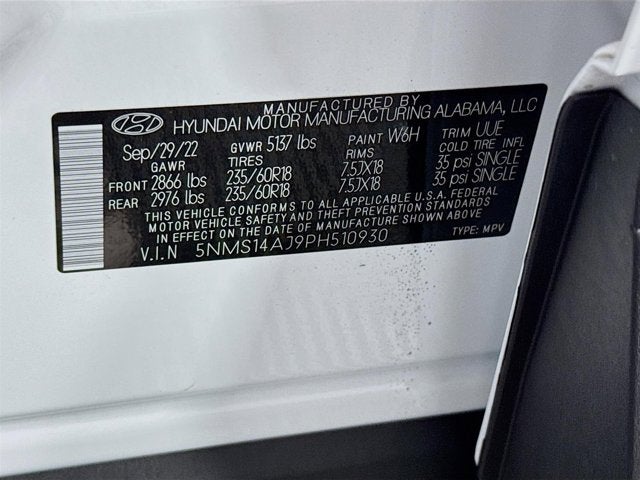 MANUFACTURED BY
HYUNDAI MOTOR MANUFACTURING ALABAMA, LLC
Sep/29/22 GVWR 5137 lbs PAINT W6H TRIM UUE
GAWR TIRES RIMS COLD TIRE INFL
FRONT 2866 lbs 235/60R18 7.5JX18 35 psi SINGLE
REAR 2976 lbs 235/60R18 7.5JX18 35 psi SINGLE
THIS VEHICLE CONFORMS TO ALL APPLICABLE U.S.A. FEDERAL
MOTOR VEHICLE SAFETY AND THEFT PREVENTION STANDARDS
IN EFFECT ON THE DATE OF MANUFACTURE SHOWN ABOVE.
V.I.N 5NMS14AJ9PH510930 TYPE: MPV